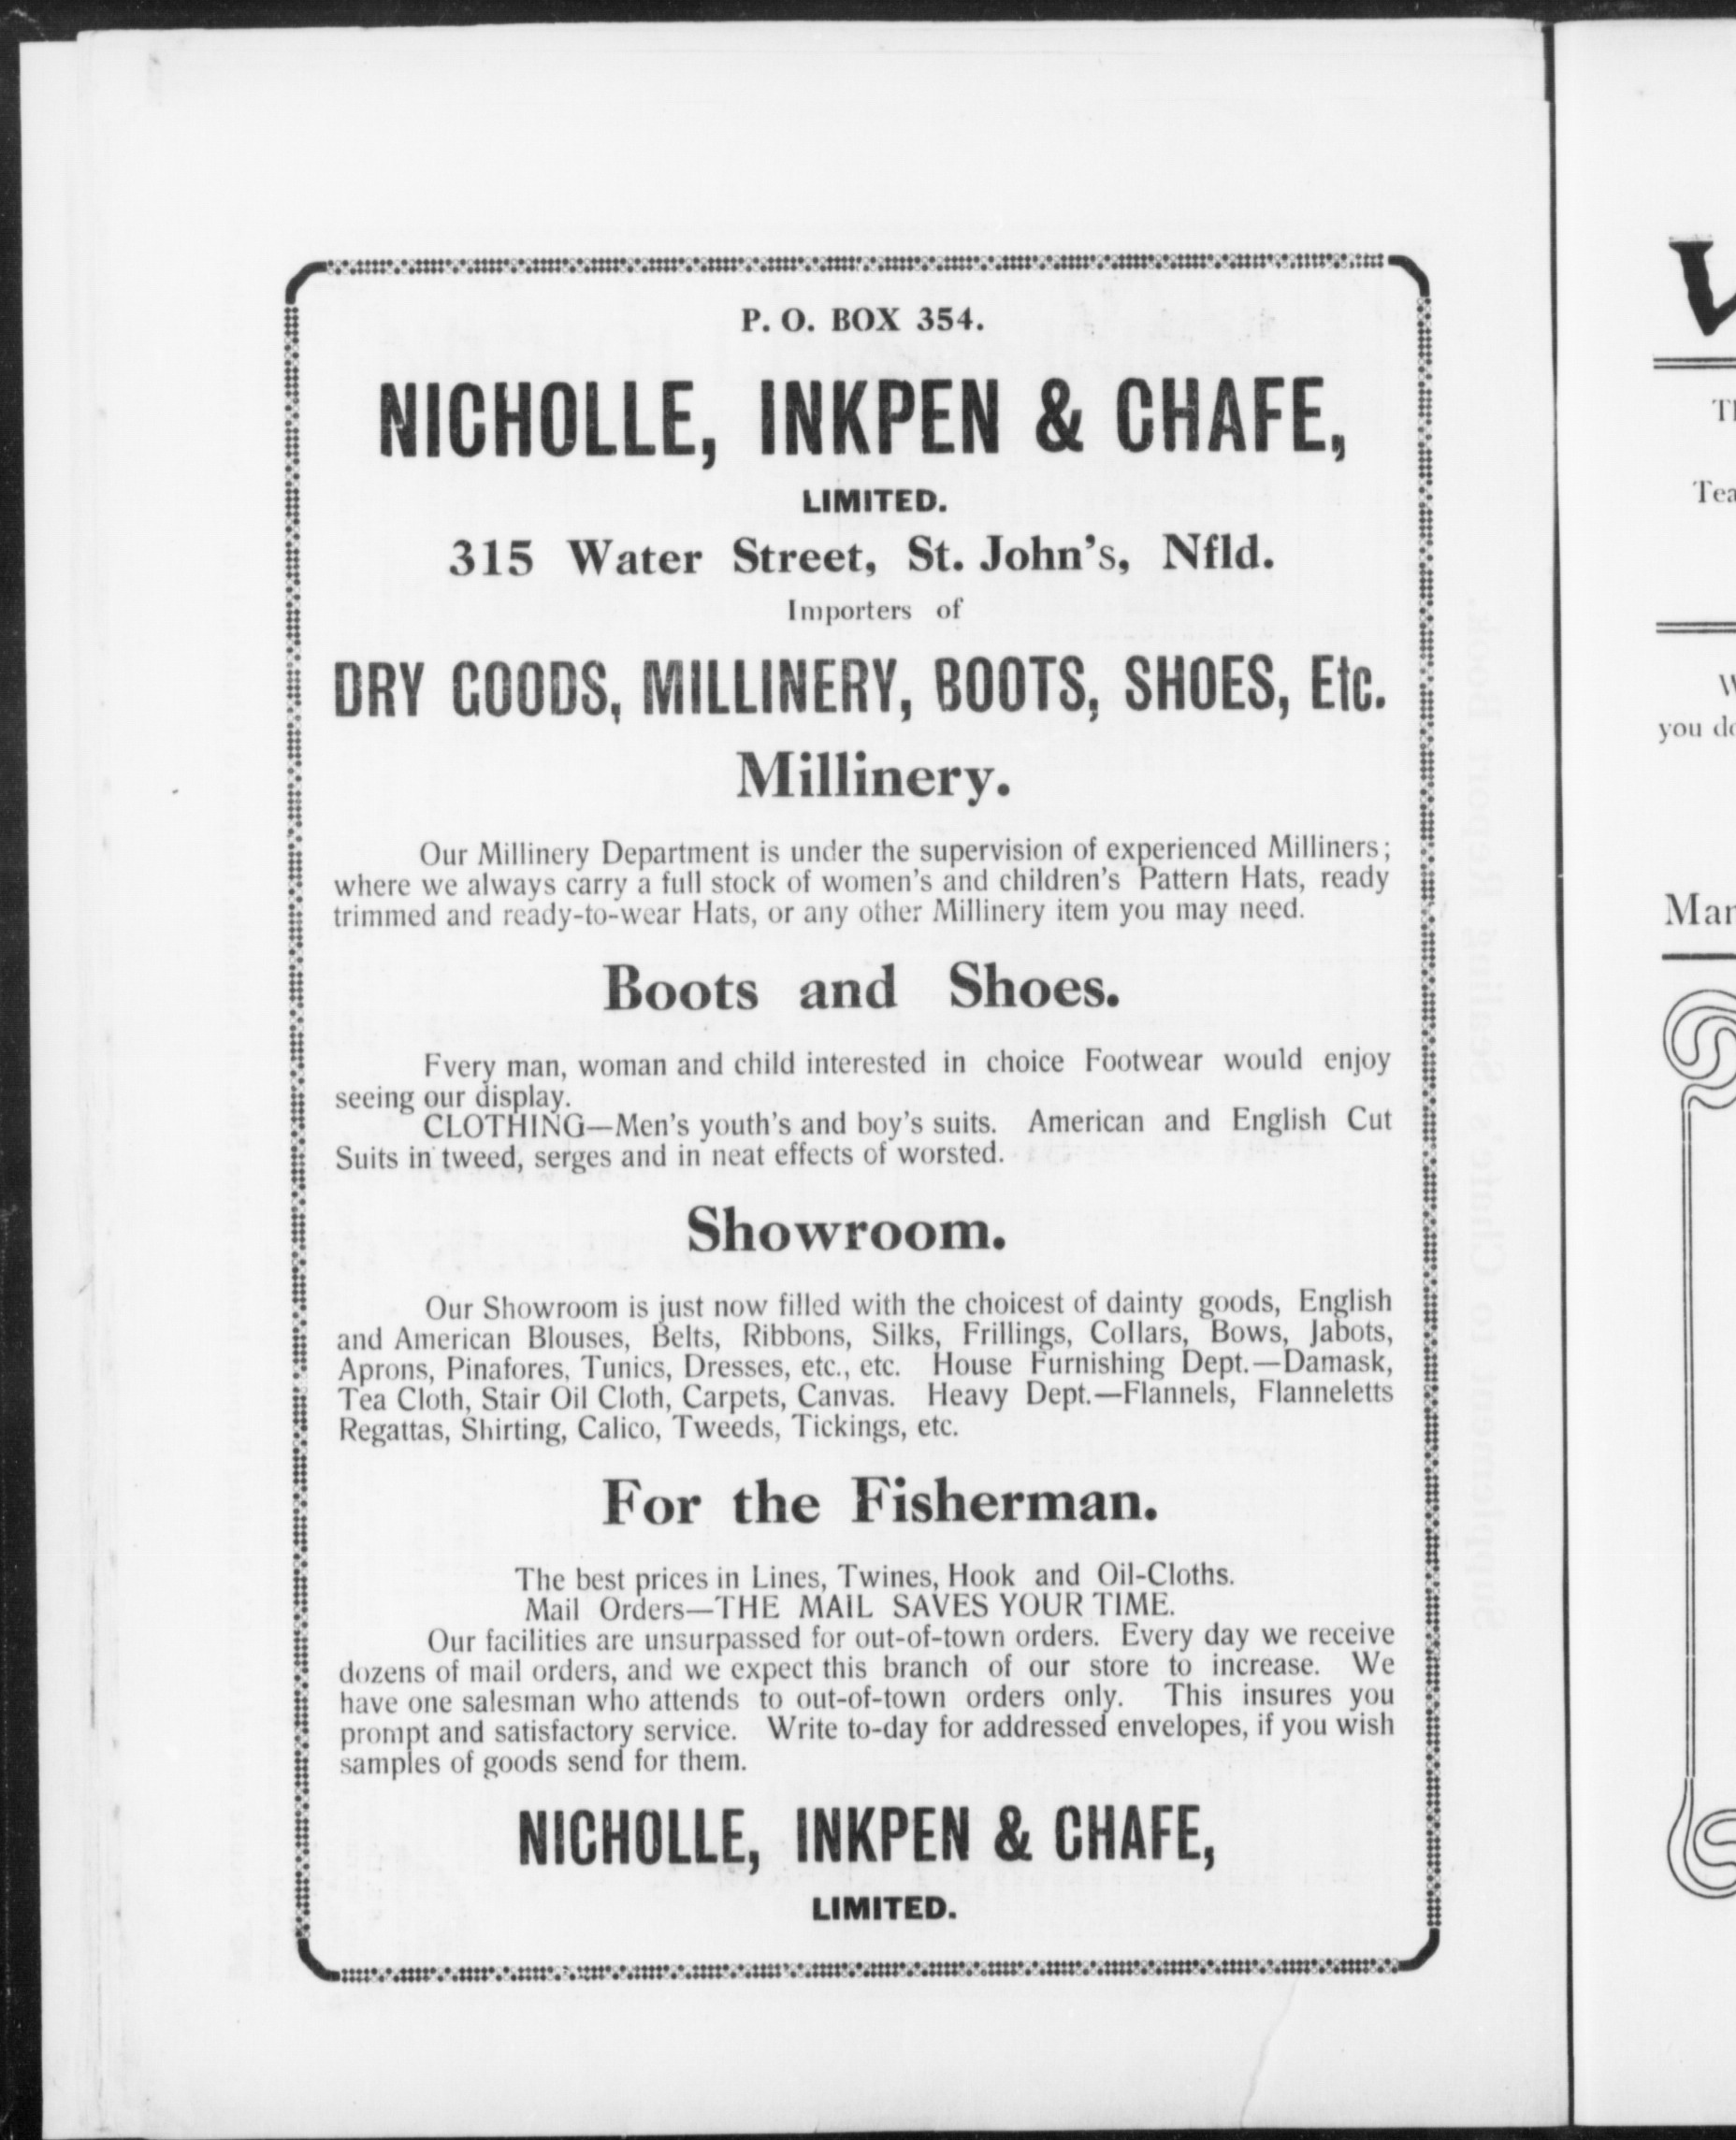 P. O. BOX 354.
NICHOLLE, INKPEN & CHAFE,
LIMITED.
315 Water Street, St. John's, Nfld.
Importers of
DRY GOODS, MILLINERY, BOOTS, SHOES, Etc.
Millinery.
Our Millinery Department is under the supervision of experienced Milliners;
where we always carry a full stock of women's and children's Pattern Hats, ready
trimmed and ready-to-wear Hats, or any other Millinery item you may need.
Boots and Shoes.
Fvery man, woman and child interested in choice Footwear would enjoy
seeing our display.
CLOTHING—Men's youth's and boy's suits. American and English Cut
Suits in tweed, serges and in neat effects of worsted.
Showroom.
Our Showroom is just now filled with the choicest of dainty goods, English
and American Blouses, Belts, Ribbons, Silks, Frillings, Collars, Bows, Jabots,
Aprons, Pinafores, Tunics, Dresses, etc., etc. House Furnishing Dept.—Damask,
Tea Cloth, Stair Oil Cloth, Carpets, Canvas. Heavy Dept.—Flannels, Flanneletts
Regattas, Shirting, Calico, Tweeds, Tickings, etc.
For the Fisherman.
The best prices in Lines, Twines, Hook and Oil-Cloths.
Mail Orders—THE MAIL SAVES YOUR TIME.
Our facilities are unsurpassed for out-of-town orders. Every day we receive
dozens of mail orders, and we expect this branch of our store to increase. We
have one salesman who attends to out-of-town orders only. This insures you
prompt and satisfactory service. Write to-day for addressed envelopes, if you wish
samples of goods send for them.
NICHOLLE, INKPEN & CHAFE,
LIMITED.
you